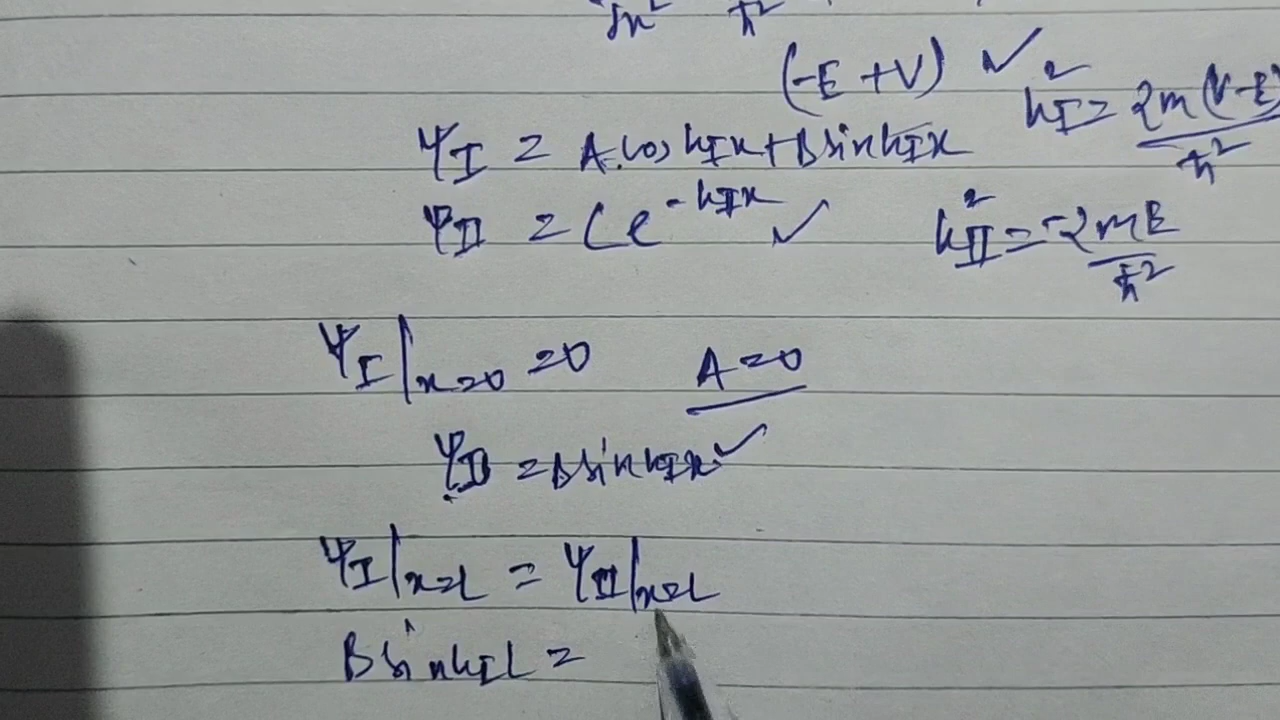 (-E + V) ✓
ψ_I = A cos k_I x + B sin k_I x k_I² = 2m(V-E)/ħ²
ψ_II = C e^{-k_II x} ✓ k_II² = -2mE/ħ²
ψ_I|_{x=0} = 0 A = 0
ψ_II = B sin k_I x ✓
ψ_I|_{x=L} = ψ_II|_{x=L}
B sin k_I L =